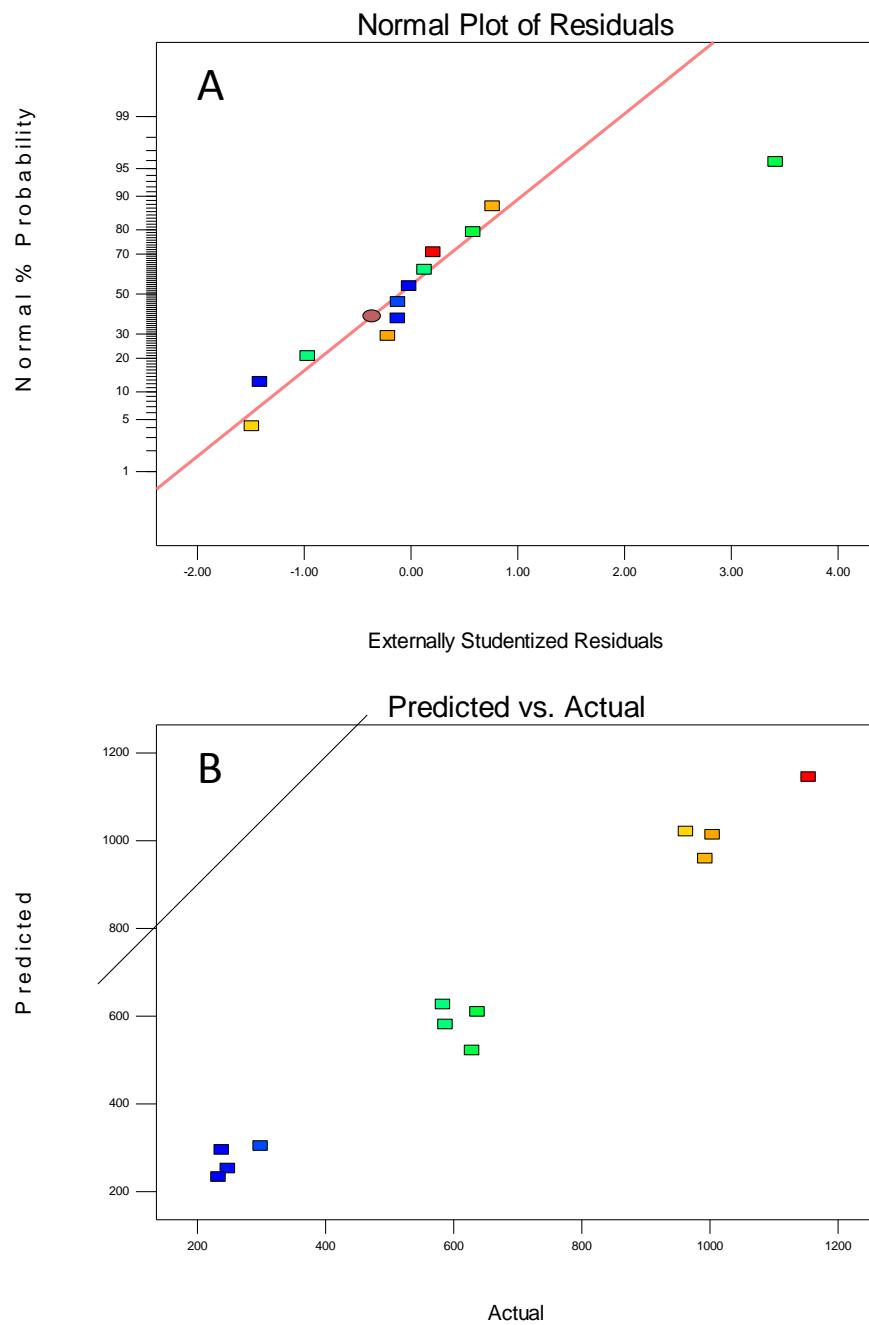 Normal Plot of Residuals
A
Normal % Probability
99
95
90
80
70
50
30
20
10
5
1
-2.00 -1.00 0.00 1.00 2.00 3.00 4.00
Externally Studentized Residuals
Predicted vs. Actual
B
Predicted
1200
1000
800
600
400
200
200 400 600 800 1000 1200
Actual